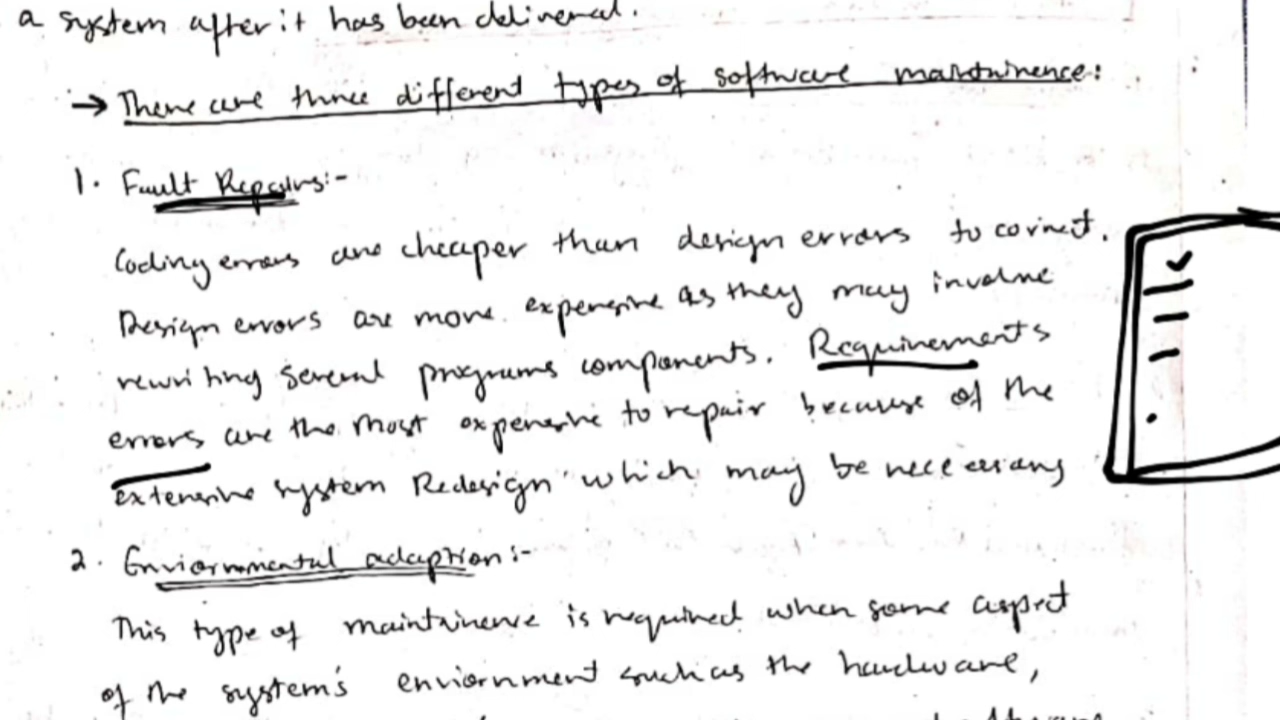 a system after it has been delivered.
→ There are three different types of software maintainence:
1. Fault Repairs:-
Coding errors are cheaper than design errors to correct.
Design errors are more expensive as they may involve
rewriting several programs components. Requirements
errors are the most expensive to repair because of the
extensive system Redesign which may be necessary
2. Enviornmental adaption:-
This type of maintainence is required when some aspect
of the system's enviornment such as the hardware,